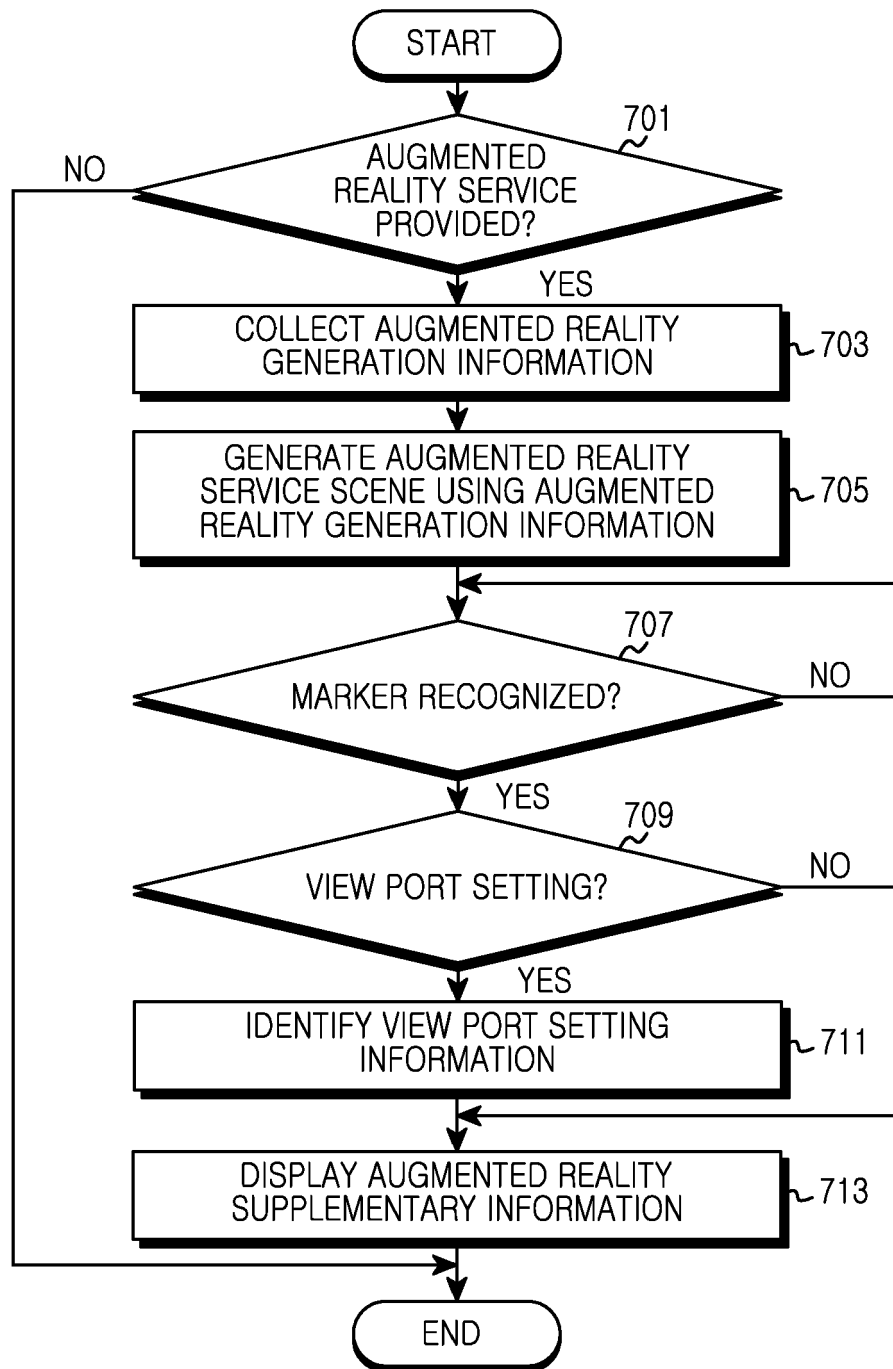 START
701
AUGMENTED
REALITY SERVICE
PROVIDED?
NO
YES
COLLECT AUGMENTED REALITY
GENERATION INFORMATION
703
GENERATE AUGMENTED REALITY
SERVICE SCENE USING AUGMENTED
REALITY GENERATION INFORMATION
705
707
MARKER RECOGNIZED?
NO
YES
709
VIEW PORT SETTING?
NO
YES
IDENTIFY VIEW PORT SETTING
INFORMATION
711
DISPLAY AUGMENTED REALITY
SUPPLEMENTARY INFORMATION
713
END